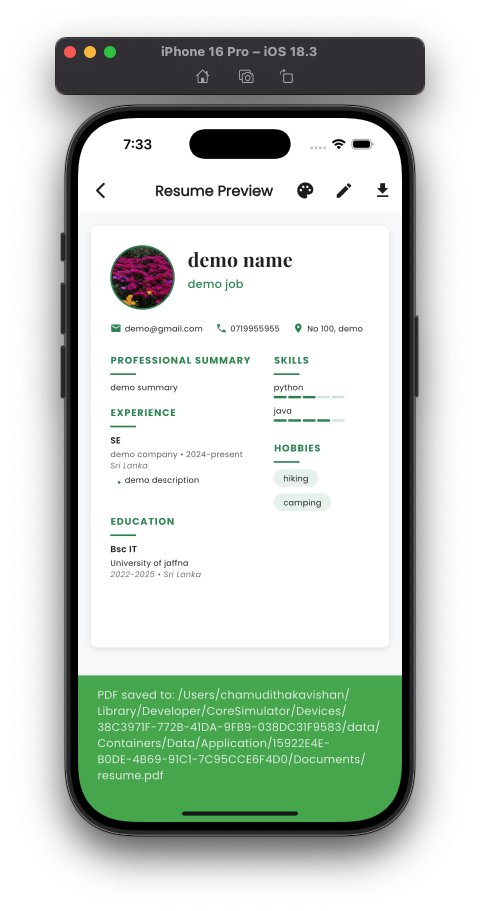 iPhone 16 Pro – iOS 18.3
7:33
Resume Preview
demo name
demo job
demo@gmail.com 0719955955 No 100, demo
PROFESSIONAL SUMMARY
demo summary
EXPERIENCE
SE
demo company • 2024-present
Sri Lanka
demo description
EDUCATION
Bsc IT
University of jaffna
2022-2025 • Sri Lanka
SKILLS
python
java
HOBBIES
hiking
camping
PDF saved to: /Users/chamudithakavishan/
Library/Developer/CoreSimulator/Devices/
38C3971F-772B-41DA-9FB9-038DC31F9583/data/
Containers/Data/Application/15922E4E-
B0DE-4B69-91C1-7C95CCE6F4D0/Documents/
resume.pdf